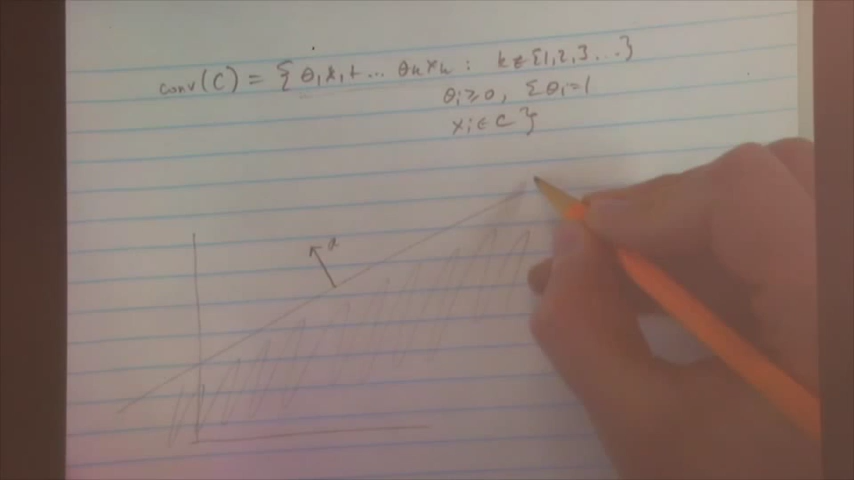 conv(C) = { θ₁x₁ + ... θₖxₖ : k ∈ {1,2,3,...}
θᵢ ≥ 0, Σθᵢ = 1
xᵢ ∈ C }
a